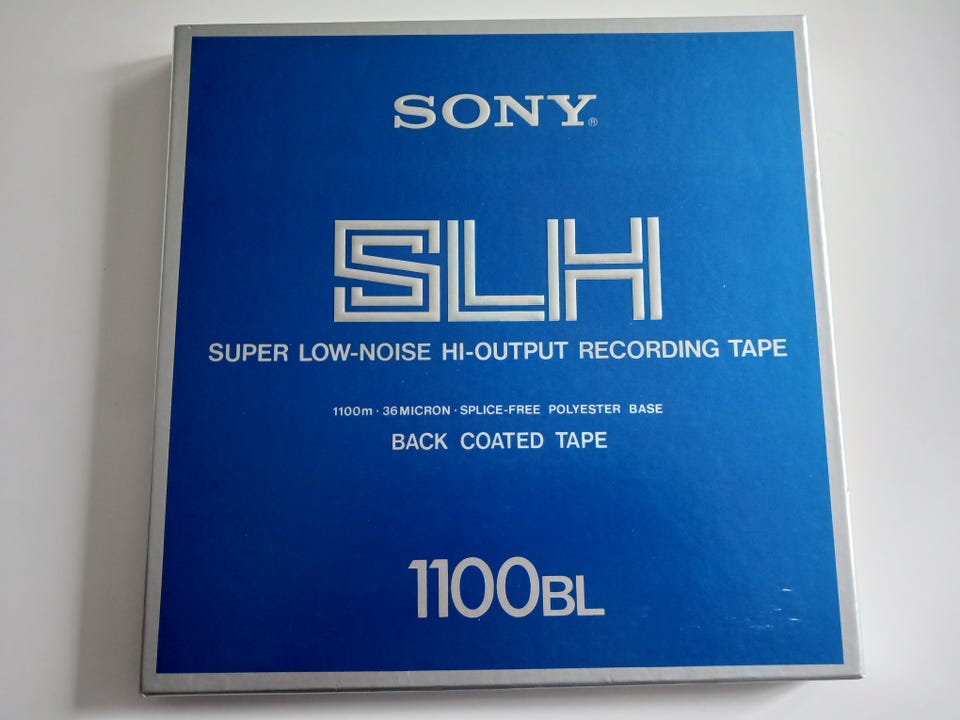 SONY®
SLH
SUPER LOW-NOISE HI-OUTPUT RECORDING TAPE
1100m · 36 MICRON · SPLICE-FREE POLYESTER BASE
BACK COATED TAPE
1100BL